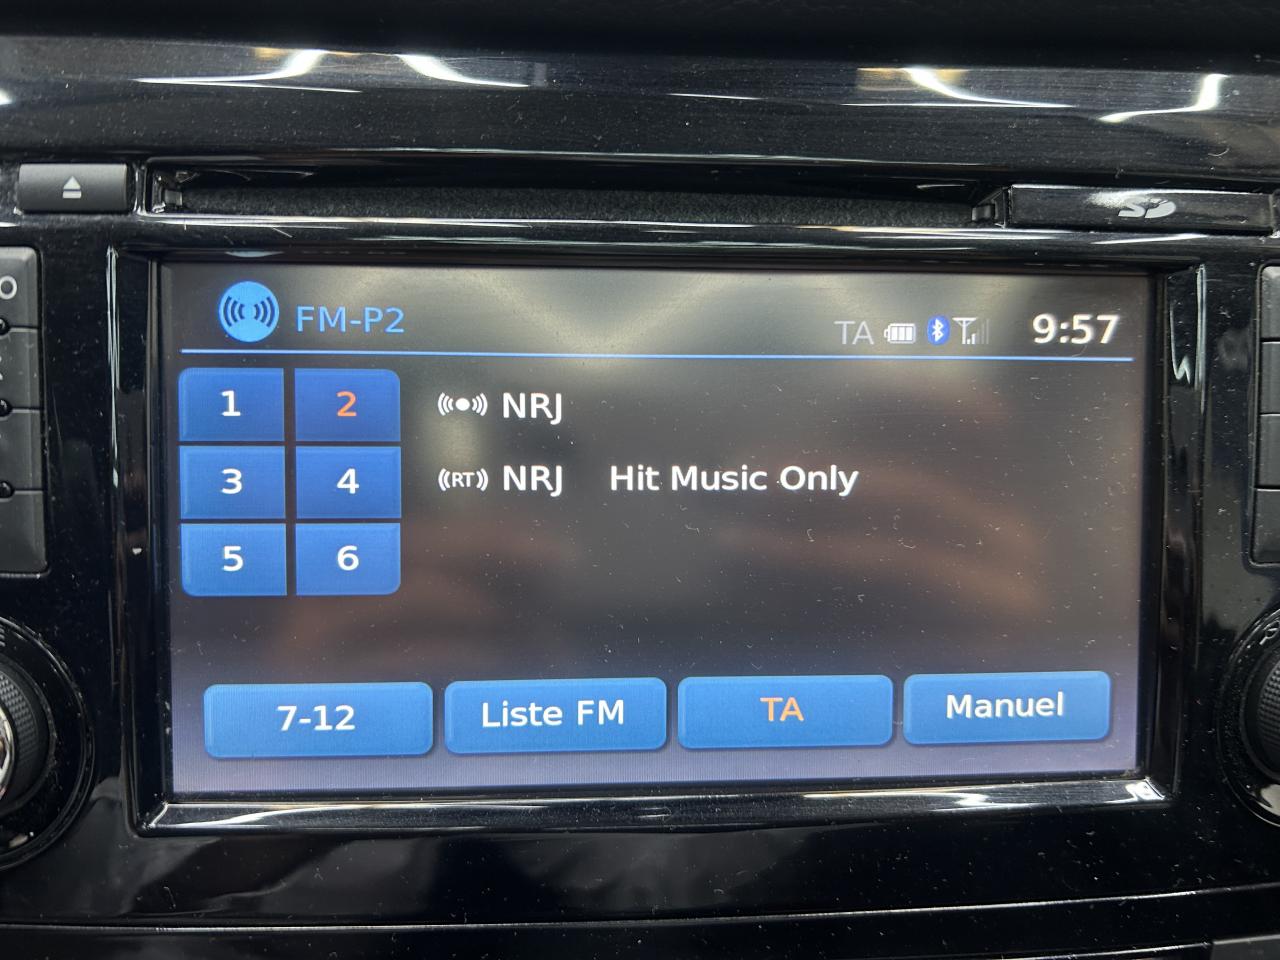 SD
FM-P2
TA 9:57
1 2 NRJ
3 4 RT NRJ Hit Music Only
5 6
7-12 Liste FM TA Manuel